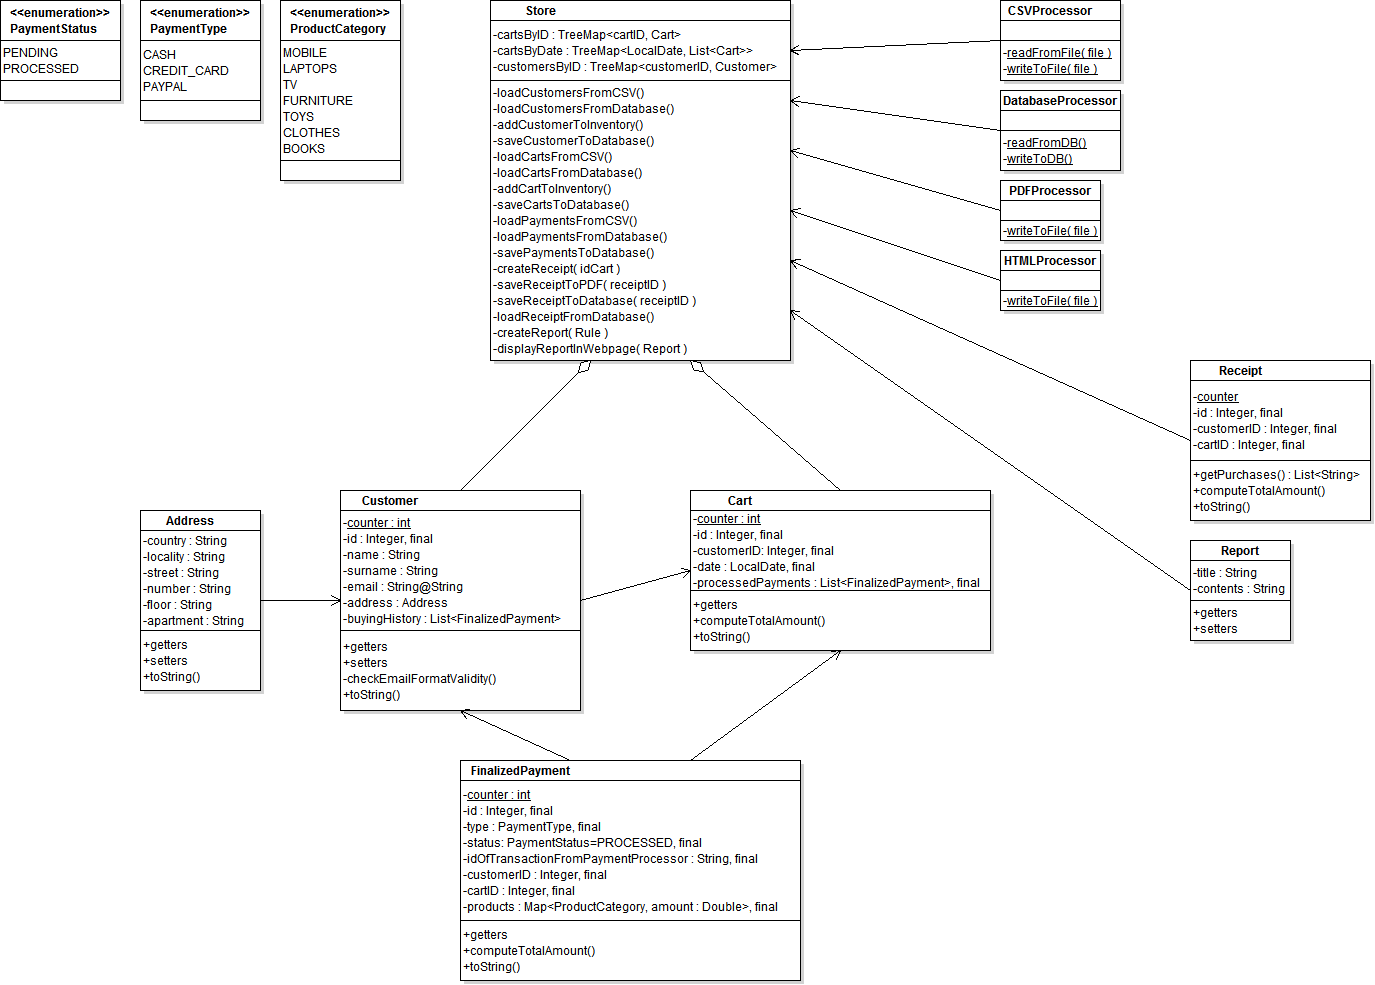 <<enumeration>>
PaymentStatus
PENDING
PROCESSED
<<enumeration>>
PaymentType
CASH
CREDIT_CARD
PAYPAL
<<enumeration>>
ProductCategory
MOBILE
LAPTOPS
TV
FURNITURE
TOYS
CLOTHES
BOOKS
Store
-cartsByID : TreeMap<cartID, Cart>
-cartsByDate : TreeMap<LocalDate, List<Cart>>
-customersByID : TreeMap<customerID, Customer>
-loadCustomersFromCSV()
-loadCustomersFromDatabase()
-addCustomerToInventory()
-saveCustomerToDatabase()
-loadCartsFromCSV()
-loadCartsFromDatabase()
-addCartToInventory()
-saveCartsToDatabase()
-loadPaymentsFromCSV()
-loadPaymentsFromDatabase()
-savePaymentsToDatabase()
-createReceipt( idCart )
-saveReceiptToPDF( receiptID )
-saveReceiptToDatabase( receiptID )
-loadReceiptFromDatabase()
-createReport( Rule )
-displayReportInWebpage( Report )
CSVProcessor
-readFromFile( file )
-writeToFile( file )
DatabaseProcessor
-readFromDB()
-writeToDB()
PDFProcessor
-writeToFile( file )
HTMLProcessor
-writeToFile( file )
Receipt
-counter
-id : Integer, final
-customerID : Integer, final
-cartID : Integer, final
+getPurchases() : List<String>
+computeTotalAmount()
+toString()
Report
-title : String
-contents : String
+getters
+setters
Address
-country : String
-locality : String
-street : String
-number : String
-floor : String
-apartment : String
+getters
+setters
+toString()
Customer
-counter : int
-id : Integer, final
-name : String
-surname : String
-email : String@String
-address : Address
-buyingHistory : List<FinalizedPayment>
+getters
+setters
-checkEmailFormatValidity()
+toString()
Cart
-counter : int
-id : Integer, final
-customerID: Integer, final
-date : LocalDate, final
-processedPayments : List<FinalizedPayment>, final
+getters
+computeTotalAmount()
+toString()
FinalizedPayment
-counter : int
-id : Integer, final
-type : PaymentType, final
-status: PaymentStatus=PROCESSED, final
-idOfTransactionFromPaymentProcessor : String, final
-customerID : Integer, final
-cartID : Integer, final
-products : Map<ProductCategory, amount : Double>, final
+getters
+computeTotalAmount()
+toString()